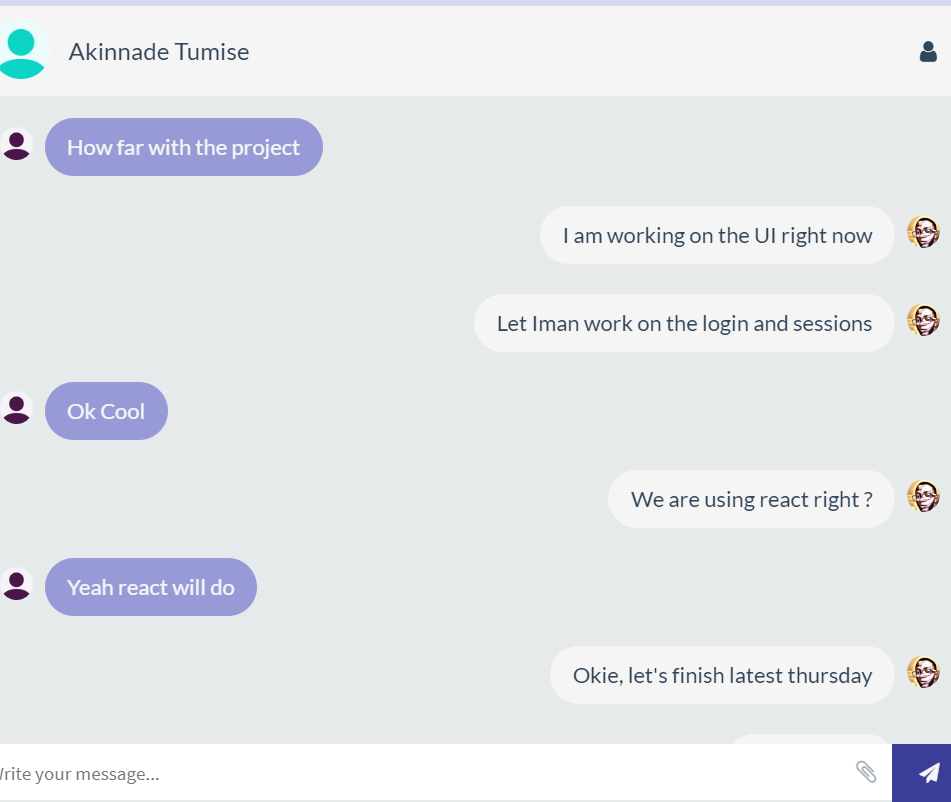 Akinnade Tumise
How far with the project
I am working on the UI right now
Let Iman work on the login and sessions
Ok Cool
We are using react right ?
Yeah react will do
Okie, let's finish latest thursday
Write your message...